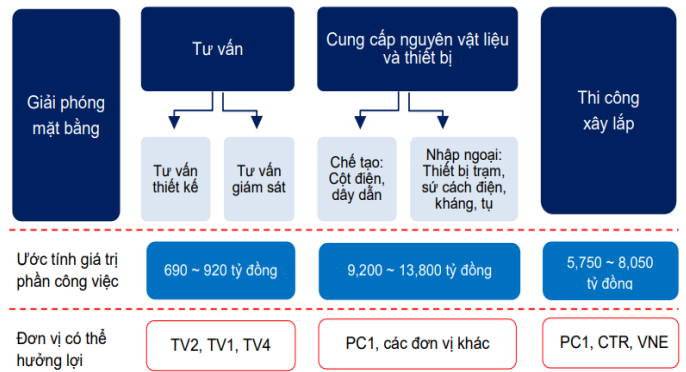 Giải phóng
mặt bằng
Tư vấn
Tư vấn
thiết kế
Tư vấn
giám sát
Cung cấp nguyên vật liệu
và thiết bị
Chế tạo:
Cột điện,
dây dẫn
Nhập ngoại:
Thiết bị trạm,
sứ cách điện,
kháng, tụ
Thi công
xây lắp
Ước tính giá trị
phần công việc
690 ~ 920 tỷ đồng
9,200 ~ 13,800 tỷ đồng
5,750 ~ 8,050
tỷ đồng
Đơn vị có thể
hưởng lợi
TV2, TV1, TV4
PC1, các đơn vị khác
PC1, CTR, VNE